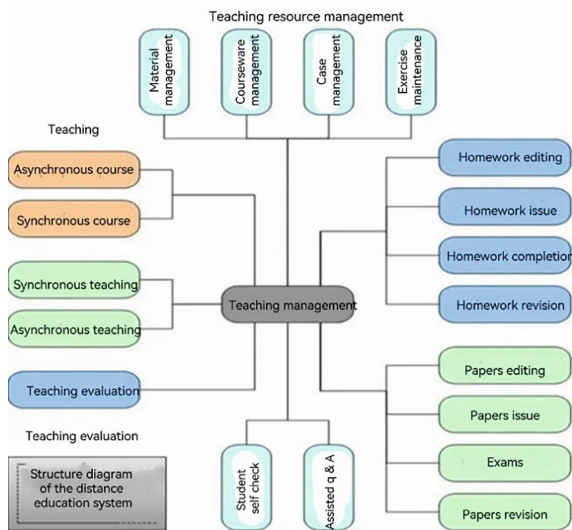 Teaching resource management
Material
management
Courseware
management
Case
management
Exercise
maintenance
Teaching
Asynchronous course
Synchronous course
Synchronous teaching
Asynchronous teaching
Teaching evaluation
Teaching evaluation
Teaching management
Homework editing
Homework issue
Homework completion
Homework revision
Papers editing
Papers issue
Exams
Papers revision
Student
self check
Assisted q & A
Structure diagram
of the distance
education system